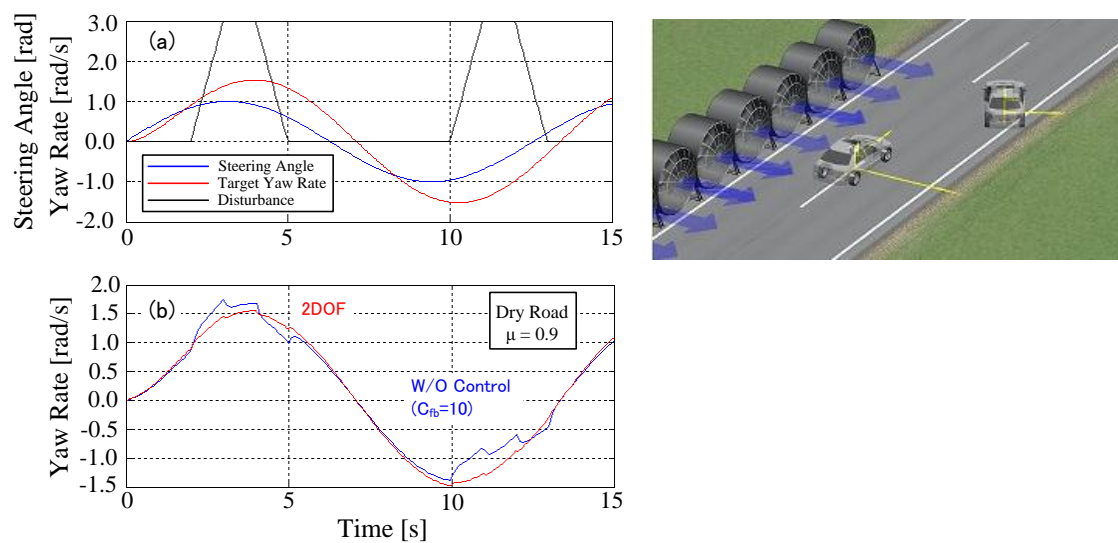 Steering Angle [rad]
Yaw Rate [rad/s]
3.0
2.0
1.0
0.0
-1.0
-2.0
(a)
Steering Angle
Target Yaw Rate
Disturbance
0
5
10
15
Yaw Rate [rad/s]
2.0
1.5
1.0
0.5
0.0
-0.5
-1.0
-1.5
(b)
2DOF
Dry Road
μ = 0.9
W/O Control
(Cfb=10)
0
5
10
15
Time [s]